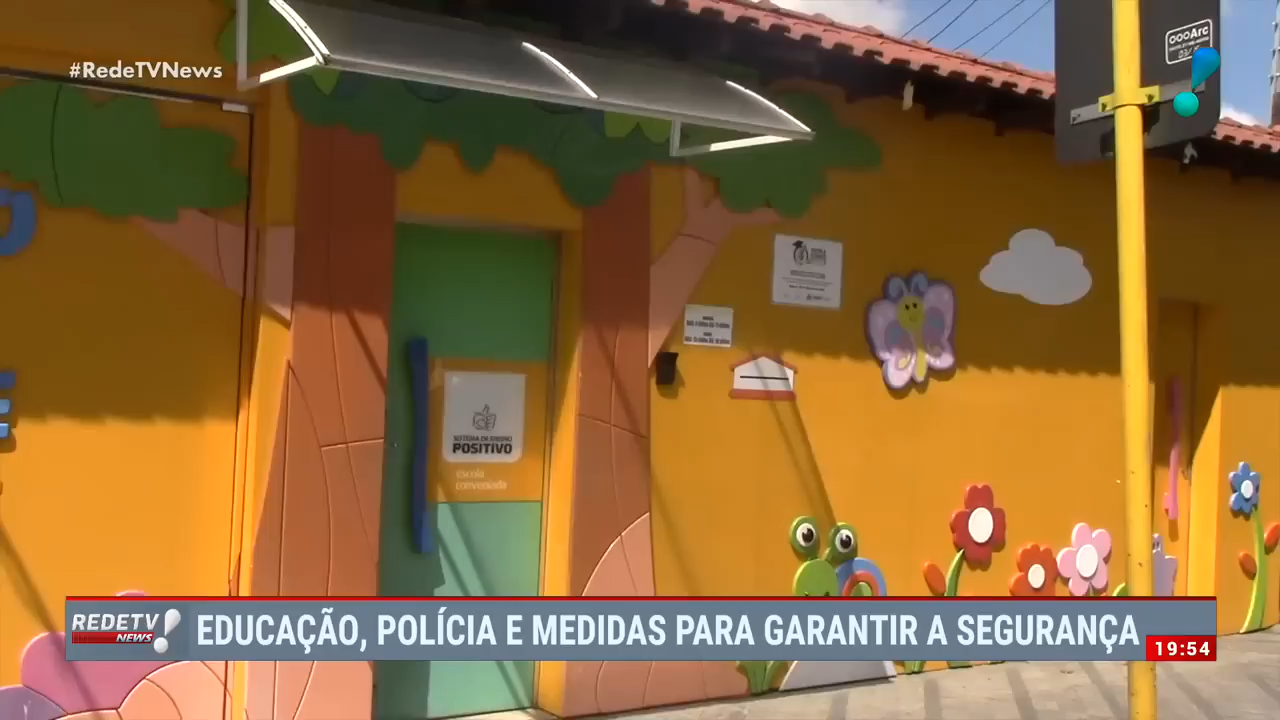 #RedeTVNews
SISTEMA DE ENSINO
POSITIVO
escola
conveniada
REDETV!
NEWS
EDUCAÇÃO, POLÍCIA E MEDIDAS PARA GARANTIR A SEGURANÇA
19:54